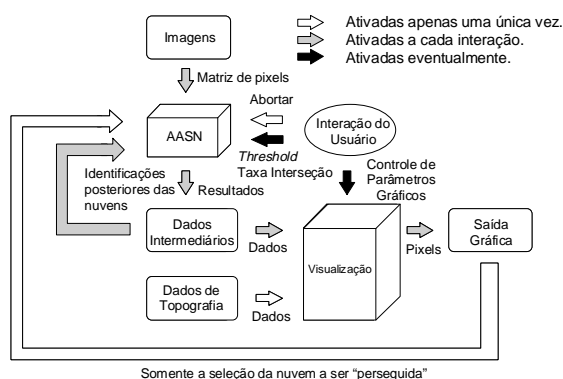 Imagens
Ativadas apenas uma única vez.
Ativadas a cada interação.
Ativadas eventualmente.
Matriz de pixels
Abortar
AASN
Interação do
Usuário
Threshold
Taxa Interseção
Identificações
posteriores das
nuvens
Resultados
Controle de
Parâmetros
Gráficos
Dados
Intermediários
Dados
Visualização
Pixels
Saída
Gráfica
Dados de
Topografia
Dados
Somente a seleção da nuvem a ser "perseguida"